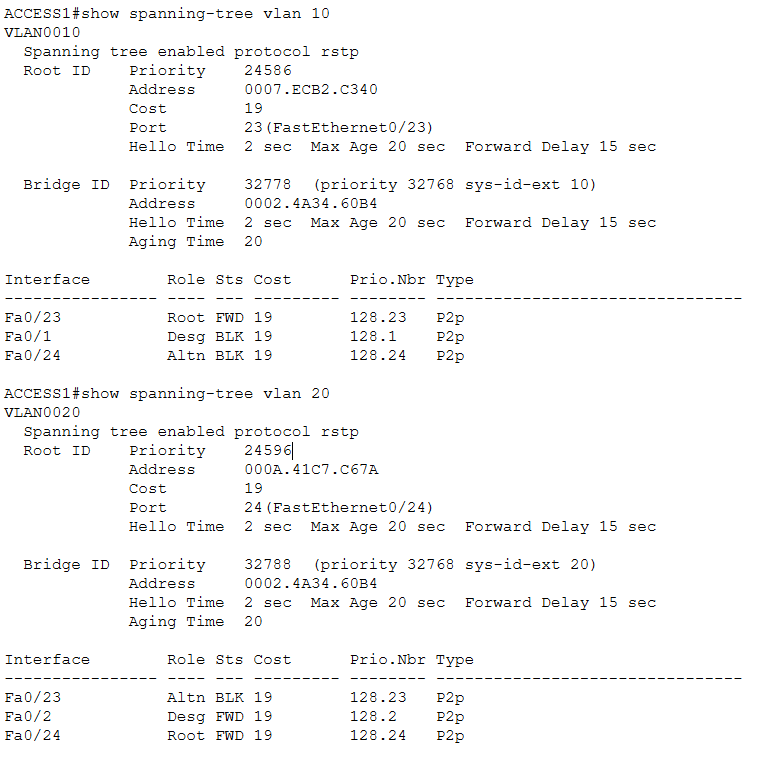 ACCESS1#show spanning-tree vlan 10
VLAN0010
  Spanning tree enabled protocol rstp
  Root ID    Priority    24586
             Address     0007.ECB2.C340
             Cost        19
             Port        23(FastEthernet0/23)
             Hello Time  2 sec  Max Age 20 sec  Forward Delay 15 sec

  Bridge ID  Priority    32778  (priority 32768 sys-id-ext 10)
             Address     0002.4A34.60B4
             Hello Time  2 sec  Max Age 20 sec  Forward Delay 15 sec
             Aging Time  20

Interface        Role Sts Cost      Prio.Nbr Type
---------------- ---- --- --------- -------- --------------------------------
Fa0/23           Root FWD 19        128.23   P2p
Fa0/1            Desg BLK 19        128.1    P2p
Fa0/24           Altn BLK 19        128.24   P2p

ACCESS1#show spanning-tree vlan 20
VLAN0020
  Spanning tree enabled protocol rstp
  Root ID    Priority    24596
             Address     000A.41C7.C67A
             Cost        19
             Port        24(FastEthernet0/24)
             Hello Time  2 sec  Max Age 20 sec  Forward Delay 15 sec

  Bridge ID  Priority    32788  (priority 32768 sys-id-ext 20)
             Address     0002.4A34.60B4
             Hello Time  2 sec  Max Age 20 sec  Forward Delay 15 sec
             Aging Time  20

Interface        Role Sts Cost      Prio.Nbr Type
---------------- ---- --- --------- -------- --------------------------------
Fa0/23           Altn BLK 19        128.23   P2p
Fa0/2            Desg FWD 19        128.2    P2p
Fa0/24           Root FWD 19        128.24   P2p